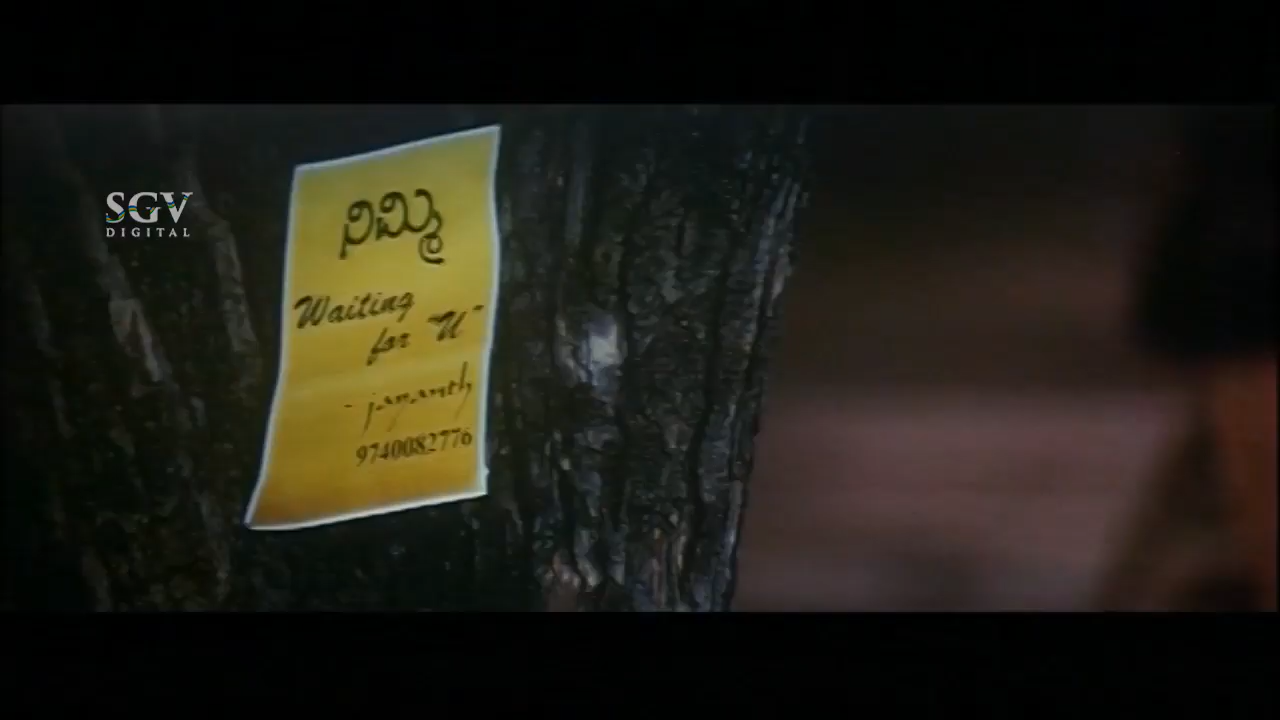 SGV
DIGITAL
ನಿಮ್ಮಿ
Waiting
for "U"
- jayanth
9740082776